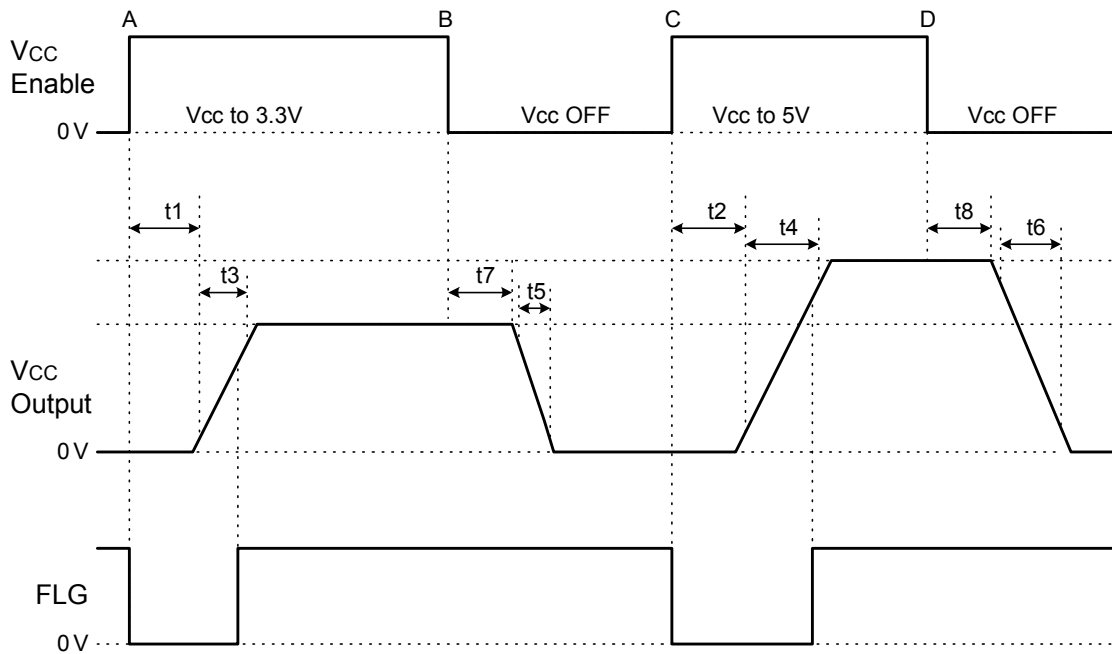 A B C D
VCC
Enable
0 V
Vcc to 3.3V Vcc OFF Vcc to 5V Vcc OFF
t1 t2 t4 t8 t6
t3 t7 t5
VCC
Output
0 V
FLG
0 V